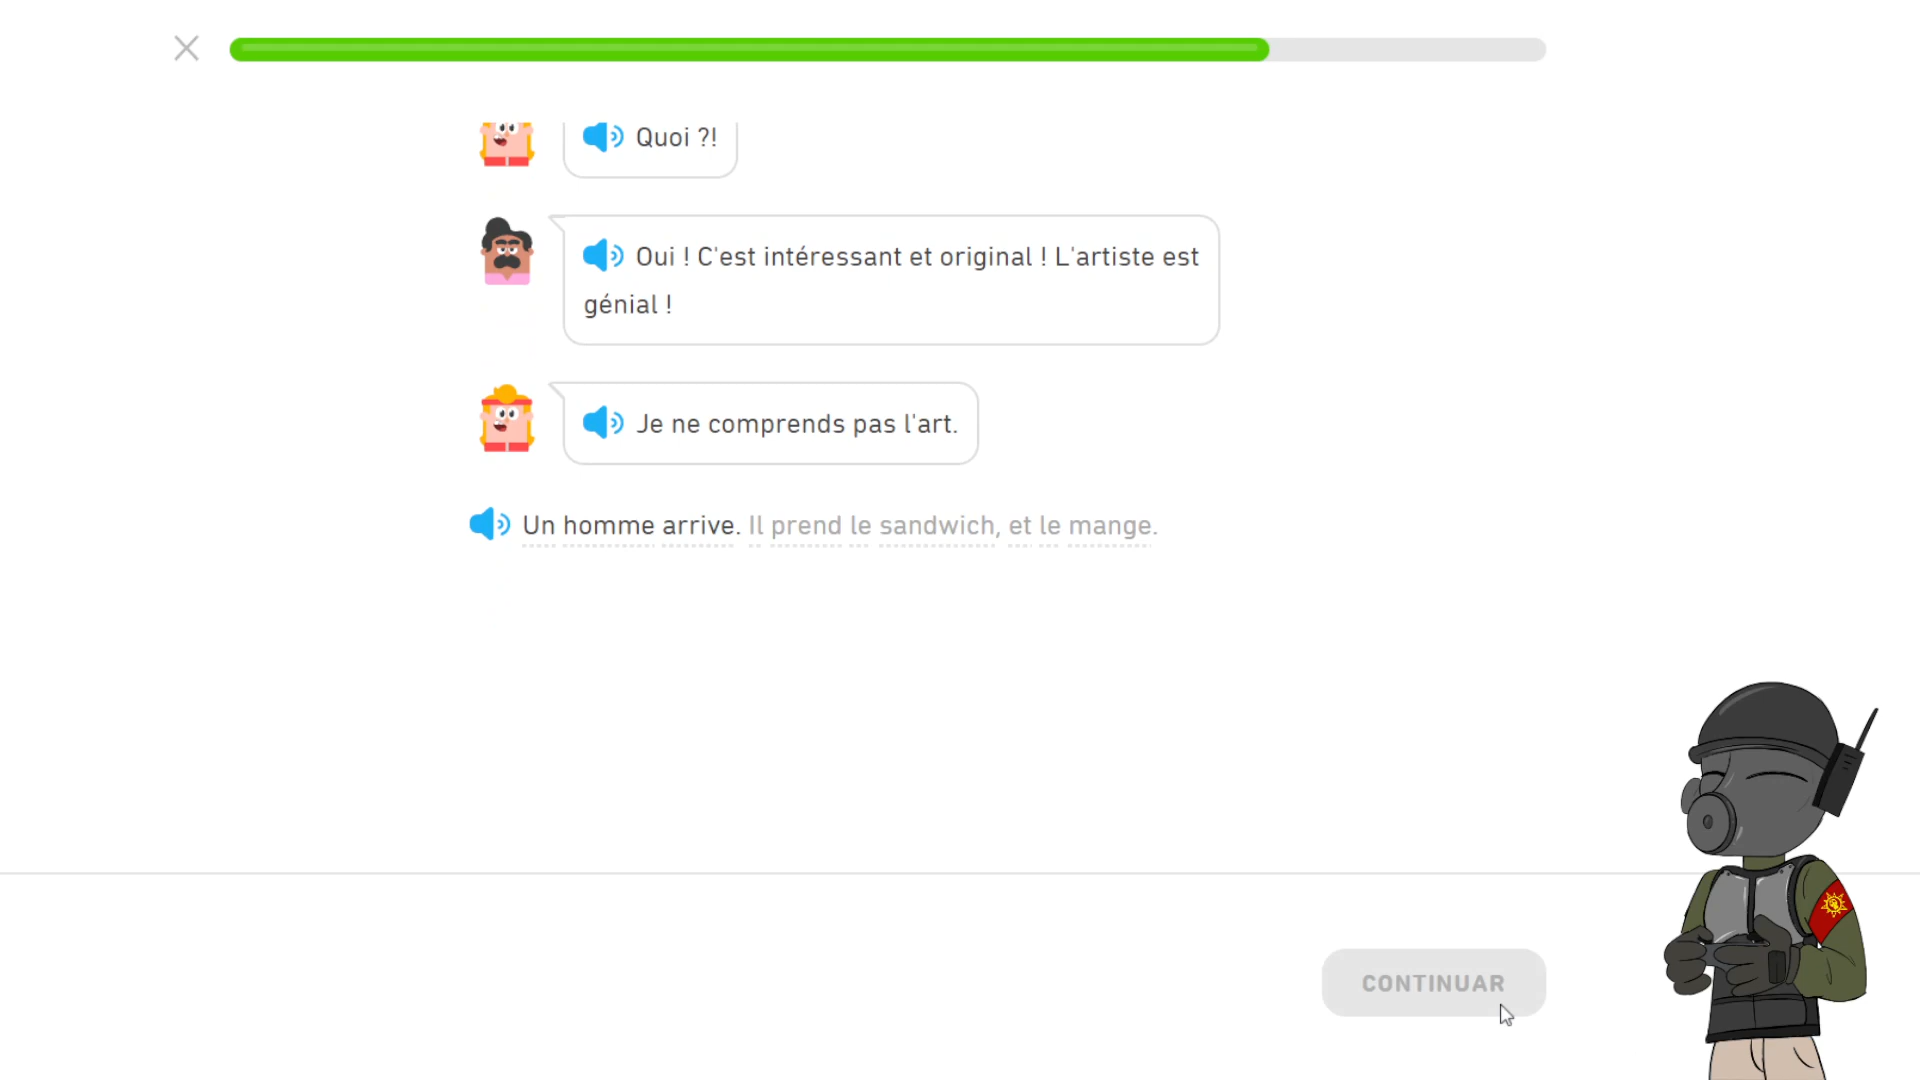 Quoi ?!
Oui ! C'est intéressant et original ! L'artiste est
génial !
Je ne comprends pas l'art.
Un homme arrive. Il prend le sandwich, et le mange.
CONTINUAR